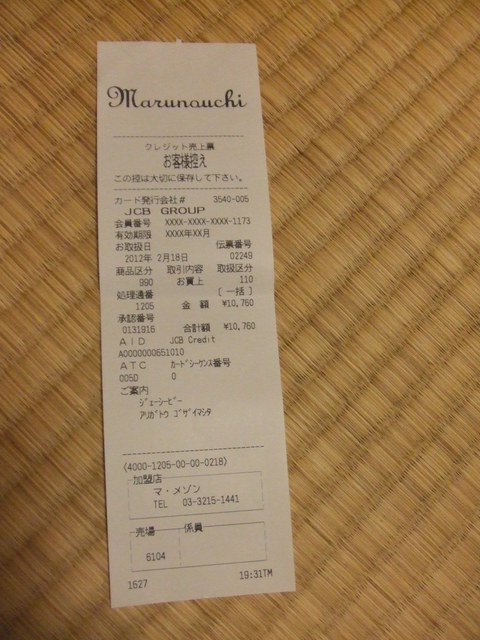 Marunouchi
クレジット売上票
お客様控え
この控は大切に保存して下さい。
カード発行会社# 3540-005
JCB GROUP
会員番号 XXXX-XXXX-XXXX-1173
有効期限 XXXX年XX月
お取扱日 伝票番号
2012年 2月18日 02249
商品区分 取引内容 取扱区分
990 お買上 110
処理通番 [一括]
1205 金 額 ¥10,760
承認番号
0131916 合計額 ¥10,760
AID JCB Credit
A0000000651010
ATC カードシーケンス番号
005D 0
ご案内
ジェーシービー
アリガトウ ゴザイマシタ
(4000-1205-00-00-0218)
加盟店
マ・メゾン
TEL 03-3215-1441
売場 係員
6104
1627 19:31TM